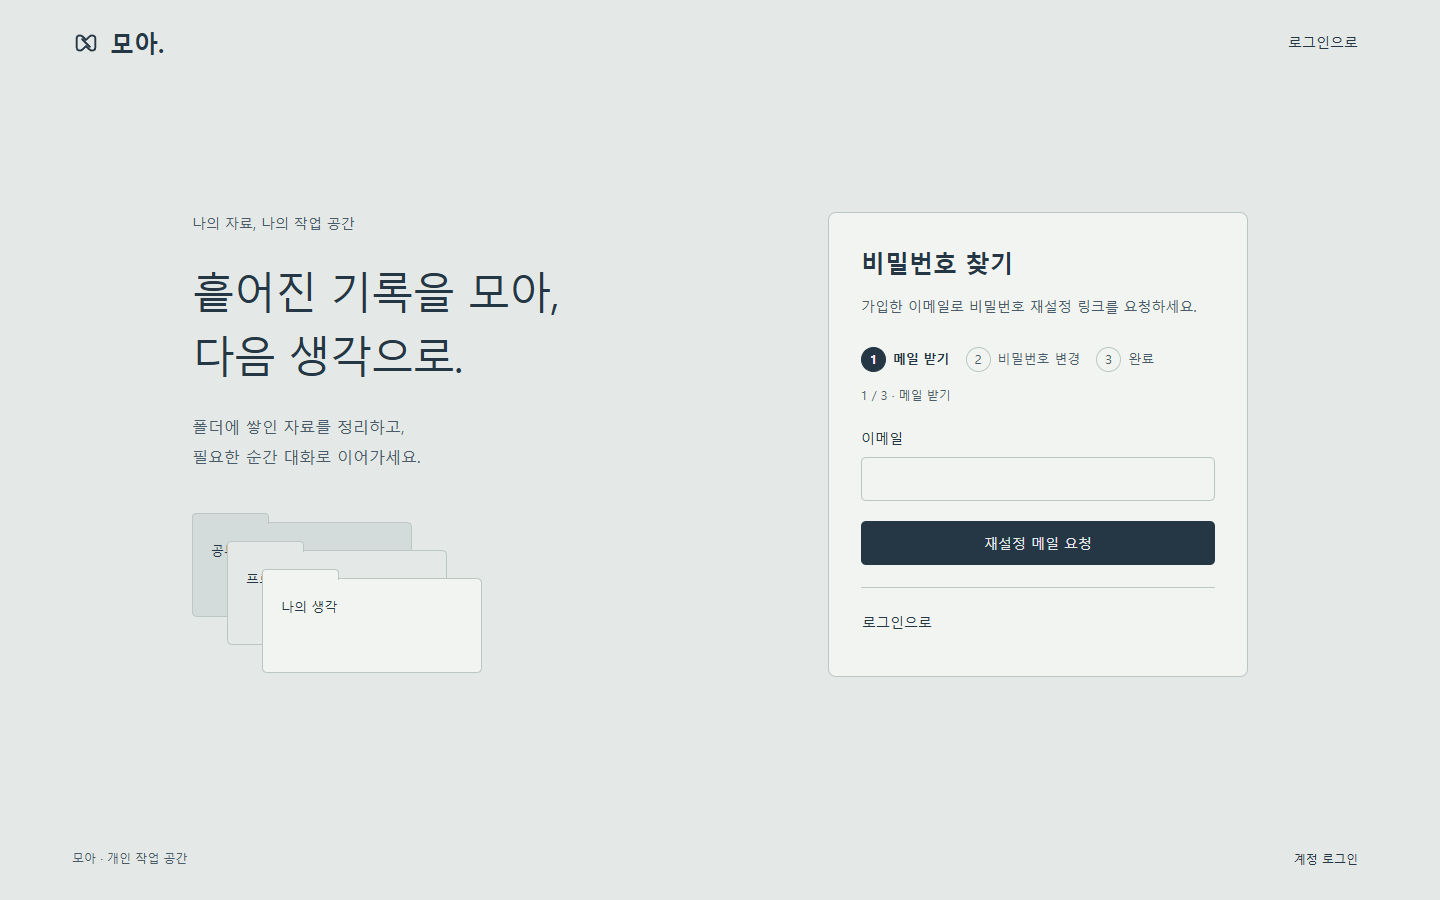 모아.
로그인으로
나의 자료, 나의 작업 공간
흩어진 기록을 모아,
다음 생각으로.
폴더에 쌓인 자료를 정리하고,
필요한 순간 대화로 이어가세요.
나의 생각
비밀번호 찾기
가입한 이메일로 비밀번호 재설정 링크를 요청하세요.
1 메일 받기 2 비밀번호 변경 3 완료
1 / 3 · 메일 받기
이메일
재설정 메일 요청
로그인으로
모아 · 개인 작업 공간
계정 로그인